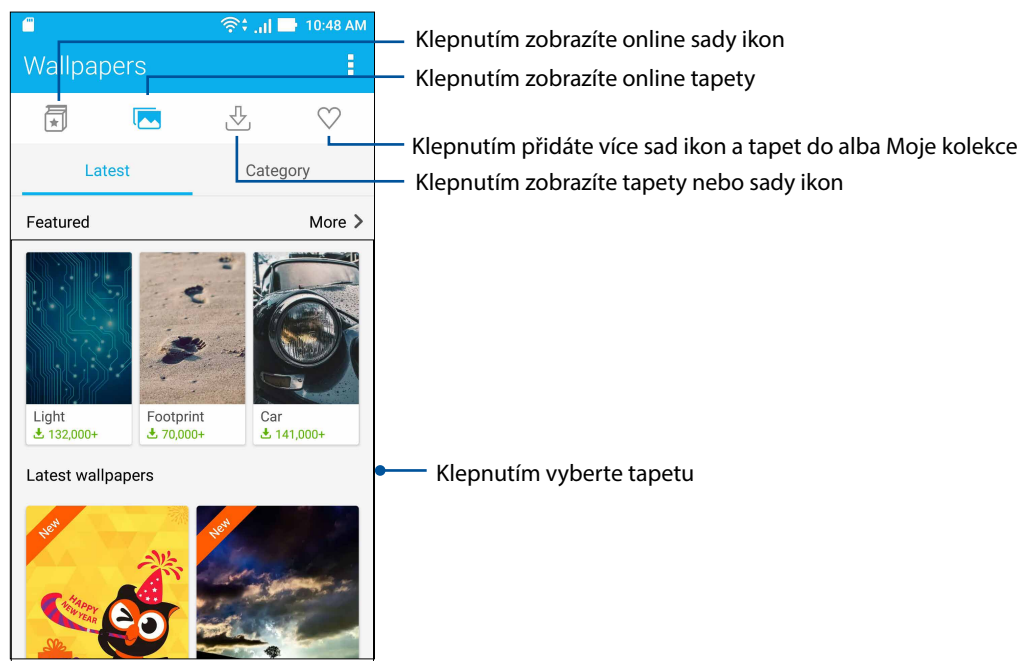 10:48 AM
Wallpapers
Klepnutím zobrazíte online sady ikon
Klepnutím zobrazíte online tapety
Klepnutím přidáte více sad ikon a tapet do alba Moje kolekce
Klepnutím zobrazíte tapety nebo sady ikon
Latest
Category
Featured
More
Light
132,000+
Footprint
70,000+
Car
141,000+
Latest wallpapers
Klepnutím vyberte tapetu
New
New
HAPPY
NEW YEAR